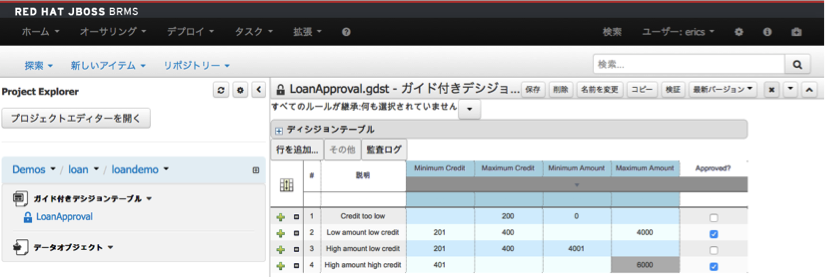 RED HAT JBOSS BRMS
ホーム オーサリング デプロイ タスク 拡張 検索 ユーザー: erics
探索 新しいアイテム リポジトリー 検索...
Project Explorer
プロジェクトエディターを開く
Demos / loan / loandemo
ガイド付きデシジョンテーブル
LoanApproval
データオブジェクト
LoanApproval.gdst - ガイド付きデシジョ... 保存 削除 名前を変更 コピー 検証 最新バージョン
すべてのルールが継承:何も選択されていません
ディシジョンテーブル
行を追加... その他 監査ログ
# 説明 Minimum Credit Maximum Credit Minimum Amount Maximum Amount Approved?
1 Credit too low 200 0
2 Low amount low credit 201 400 4000
3 High amount low credit 201 400 4001
4 High amount high credit 401 6000